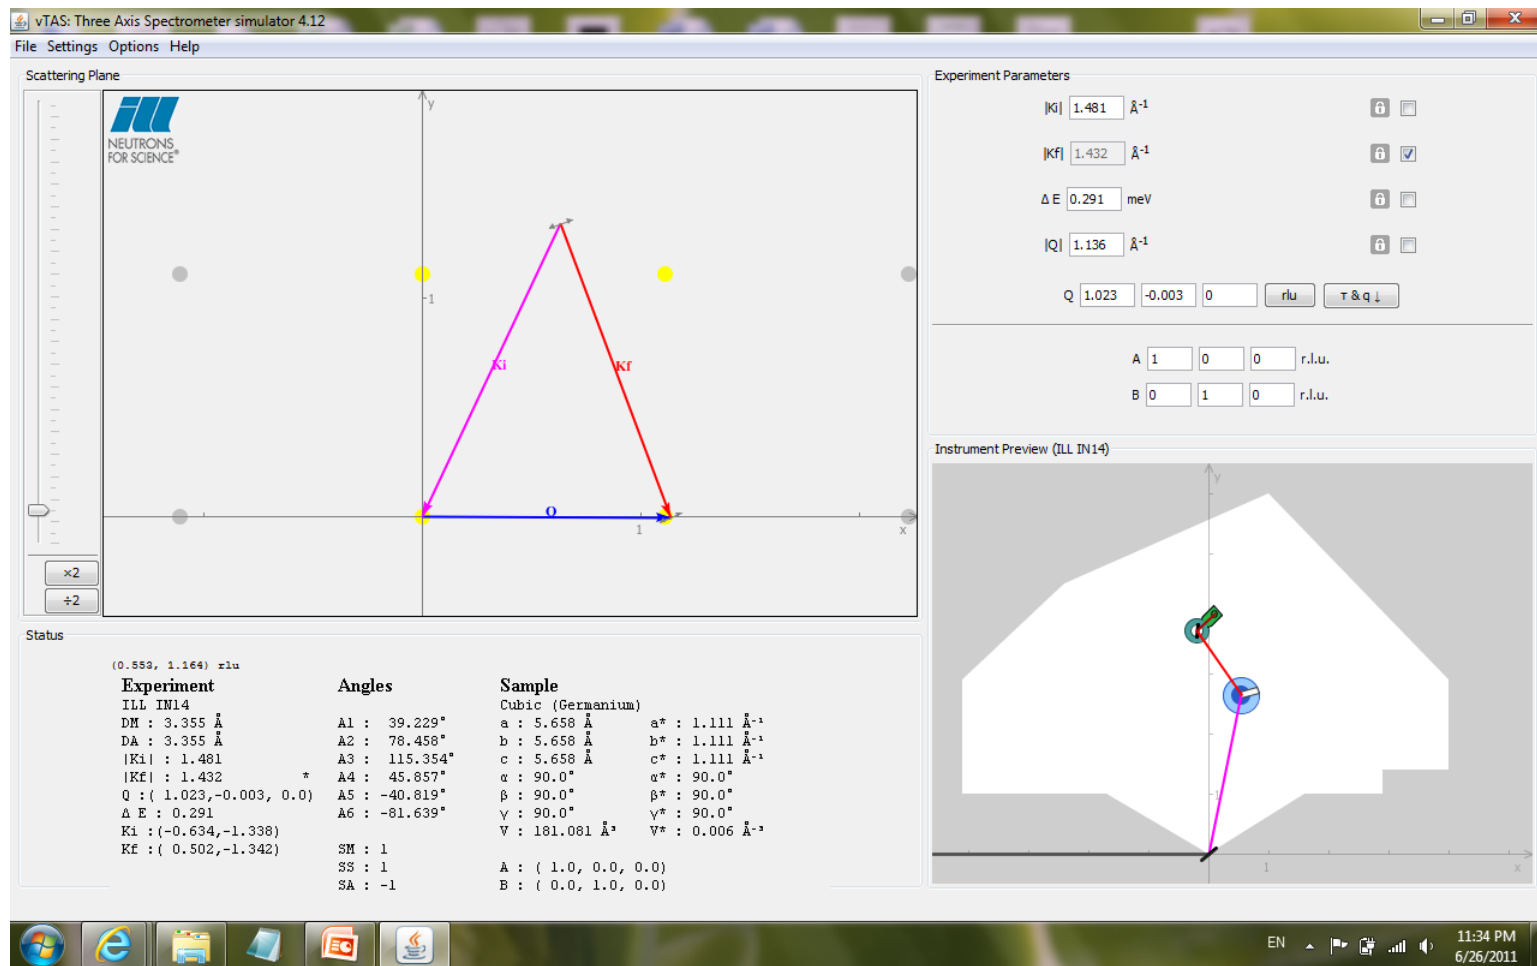 vTAS: Three Axis Spectrometer simulator 4.12
File Settings Options Help
Scattering Plane
NEUTRONS
FOR SCIENCE®
y
1
Ki
Kf
Q
1
x
×2
÷2
Experiment Parameters
|Ki| 1.481 Å-1
|Kf| 1.432 Å-1
Δ E 0.291 meV
|Q| 1.136 Å-1
Q 1.023 -0.003 0 rlu τ & q ↓
A 1 0 0 r.l.u.
B 0 1 0 r.l.u.
Instrument Preview (ILL IN14)
y
1
1
x
Status
(0.553, 1.164) rlu
Experiment Angles Sample
ILL IN14 Cubic (Germanium)
DM : 3.355 Å A1 : 39.229° a : 5.658 Å a* : 1.111 Å-1
DA : 3.355 Å A2 : 78.458° b : 5.658 Å b* : 1.111 Å-1
|Ki| : 1.481 A3 : 115.354° c : 5.658 Å c* : 1.111 Å-1
|Kf| : 1.432 * A4 : 45.857° α : 90.0° α* : 90.0°
Q :( 1.023,-0.003, 0.0) A5 : -40.819° β : 90.0° β* : 90.0°
Δ E : 0.291 A6 : -81.639° γ : 90.0° γ* : 90.0°
Ki :(-0.634,-1.338) V : 181.081 Å³ V* : 0.006 Å-³
Kf :( 0.502,-1.342) SM : 1
SS : 1 A : ( 1.0, 0.0, 0.0)
SA : -1 B : ( 0.0, 1.0, 0.0)
EN 11:34 PM
6/26/2011